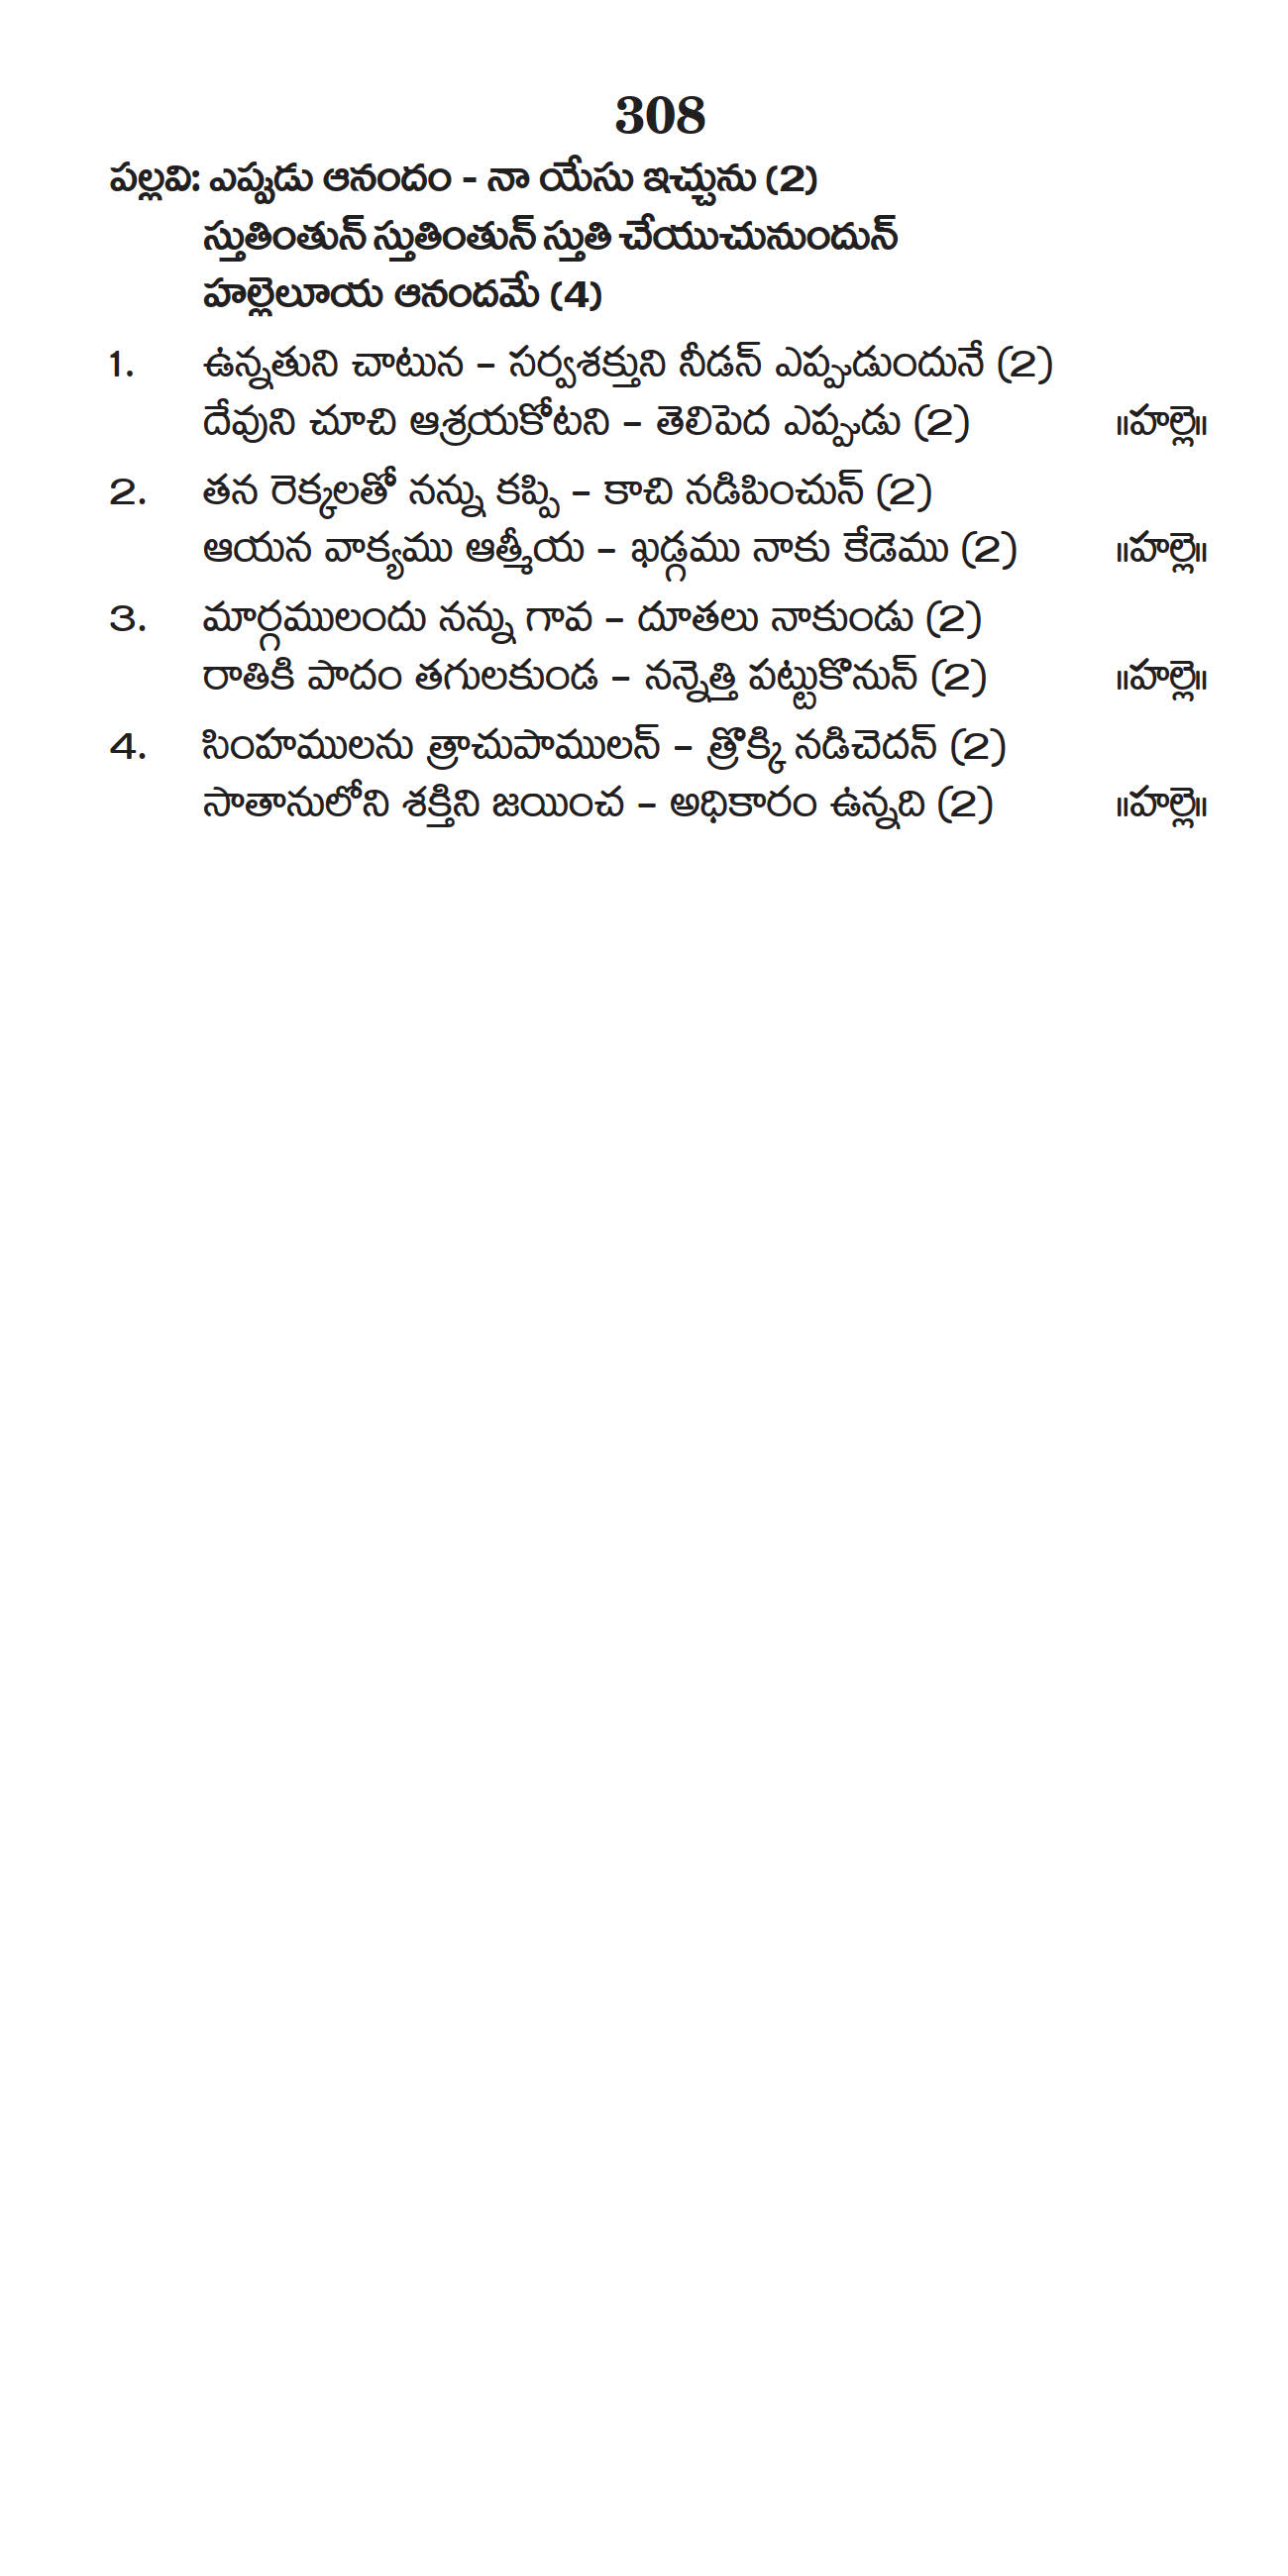 308
పల్లవి: ఎప్పుడు ఆనందం - నా యేసు ఇచ్చును (2)
స్తుతింతున్ స్తుతింతున్ స్తుతి చేయుచునుందున్
హల్లెలూయ ఆనందమే (4)
1. ఉన్నతుని చాటున – సర్వశక్తుని నీడన్ ఎప్పుడుందునే (2)
దేవుని చూచి ఆశ్రయకోటని – తెలిపెద ఎప్పుడు (2) ॥హల్లె॥
2. తన రెక్కలతో నన్ను కప్పి – కాచి నడిపించున్ (2)
ఆయన వాక్యము ఆత్మీయ – ఖడ్గము నాకు కేడెము (2) ॥హల్లె॥
3. మార్గములందు నన్ను గావ – దూతలు నాకుండు (2)
రాతికి పాదం తగులకుండ – నన్నెత్తి పట్టుకొనున్ (2) ॥హల్లె॥
4. సింహములను త్రాచుపాములన్ – త్రొక్కి నడిచెదన్ (2)
సాతానులోని శక్తిని జయించ – అధికారం ఉన్నది (2) ॥హల్లె॥